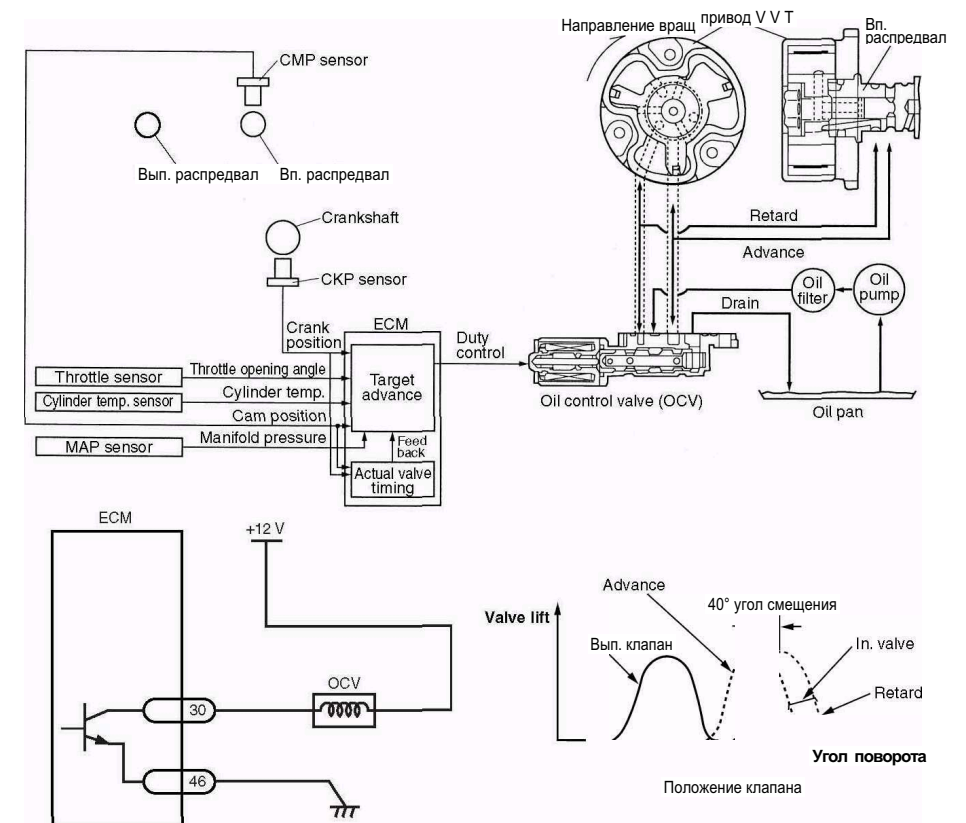 Направление вращ
привод V V T
Вп.
распредвал
CMP sensor
Вып. распредвал
Вп. распредвал
Crankshaft
CKP sensor
Retard
Advance
Oil
filter
Oil
pump
Drain
Crank
position
ECM
Duty
control
Throttle sensor
Throttle opening angle
Target
advance
Cylinder temp. sensor
Cylinder temp.
Cam position
MAP sensor
Manifold pressure
Feed
back
Actual valve
timing
Oil control valve (OCV)
Oil pan
ECM
+12 V
OCV
30
46
Advance
40° угол смещения
Valve lift
Вып. клапан
In. valve
Retard
Угол поворота
Положение клапана